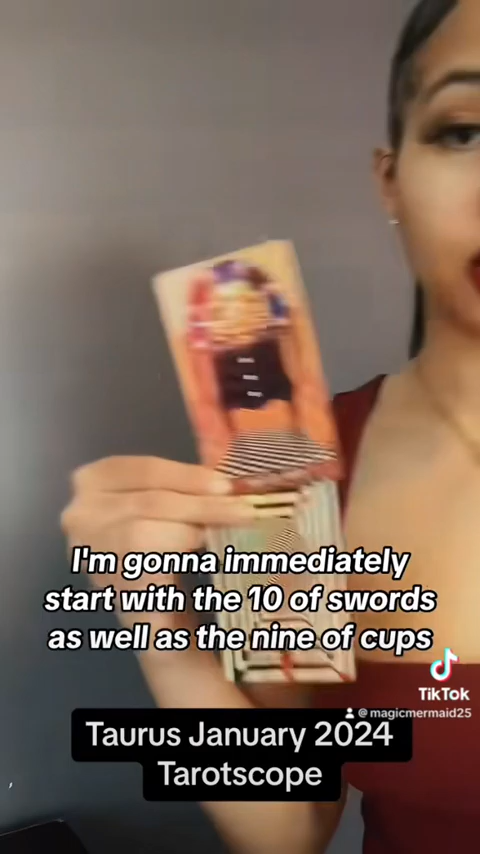 I'm gonna immediately
start with the 10 of swords
as well as the nine of cups
TikTok
@magicmermaid25
Taurus January 2024
Tarotscope